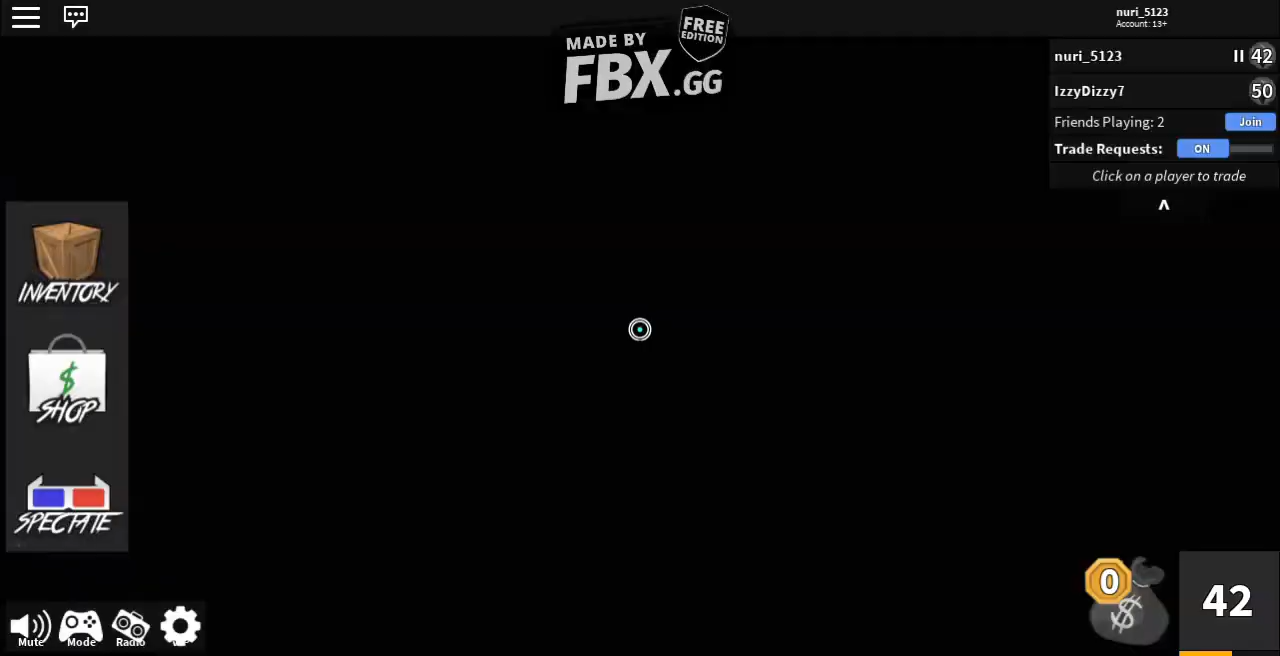 nuri_5123
Account: 13+
MADE BY
FBX.GG
FREE
EDITION
nuri_5123 II 42
IzzyDizzy7 50
Friends Playing: 2 Join
Trade Requests: ON
Click on a player to trade
INVENTORY
$
SHOP
SPECTATE
Mute Mode Radio
0
$
42